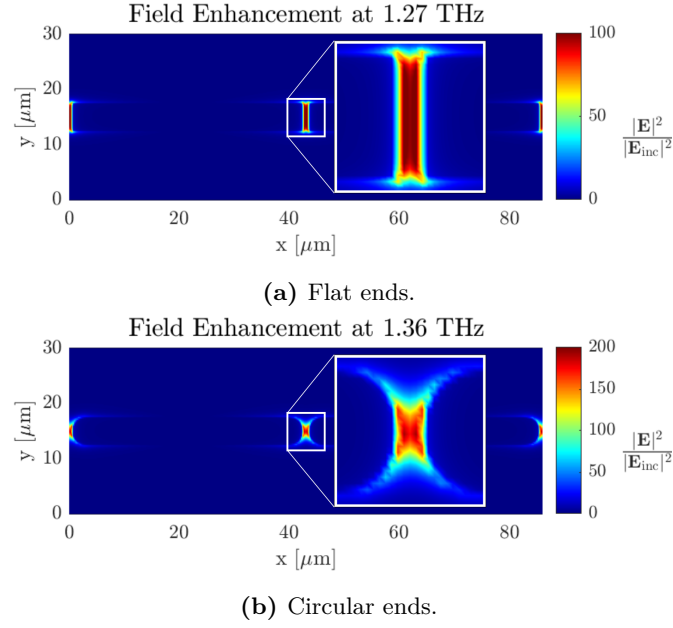 Field Enhancement at 1.27 THz
30
20
10
0
y [μm]
0 20 40 60 80
x [μm]
100
50
0
|E|²
|E_inc|²
(a) Flat ends.
Field Enhancement at 1.36 THz
30
20
10
0
y [μm]
0 20 40 60 80
x [μm]
200
150
100
50
0
|E|²
|E_inc|²
(b) Circular ends.